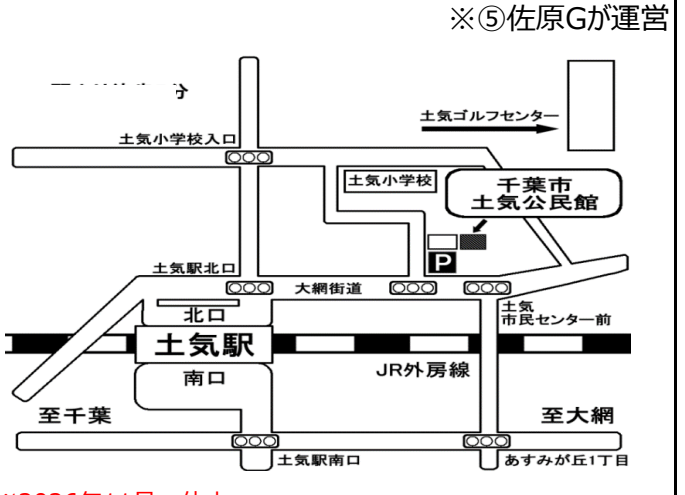 ※⑤佐原Gが運営
分
土気ゴルフセンター
土気小学校入口
土気小学校
千葉市
土気公民館
P
土気駅北口
大網街道
土気
市民センター前
北口
土気駅
JR外房線
南口
至千葉
至大網
土気駅南口
あすみが丘1丁目